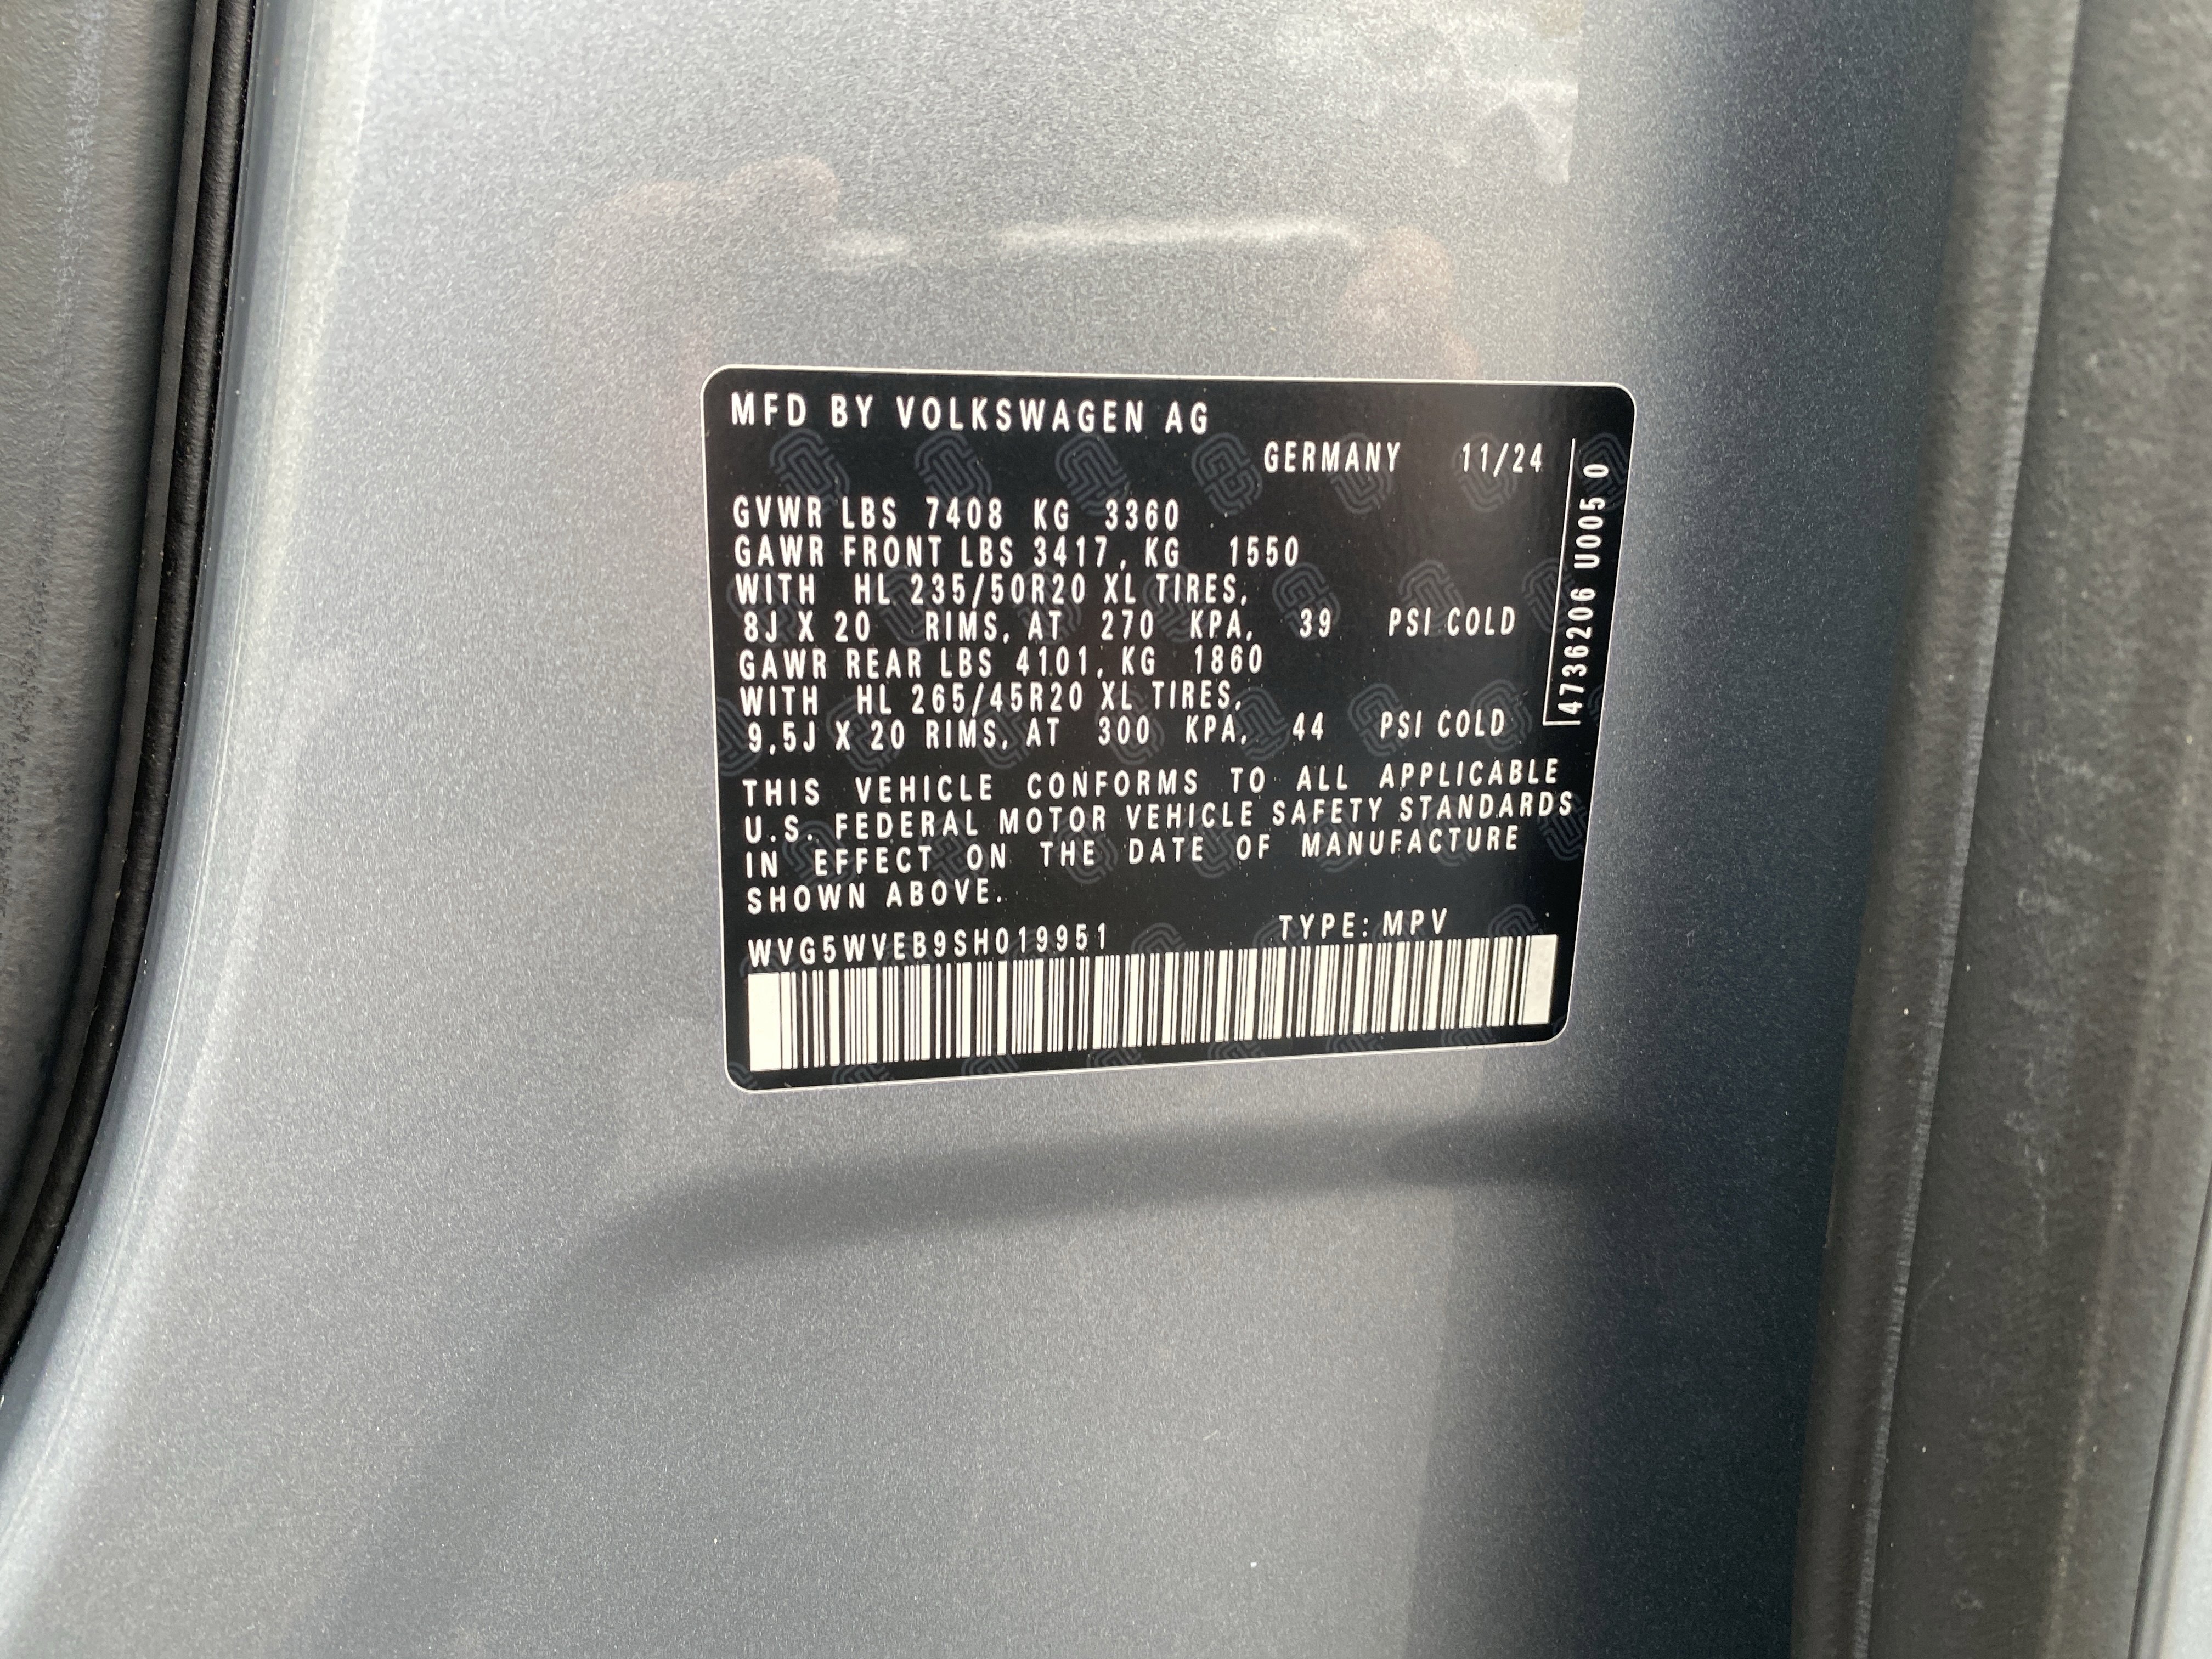 MFD BY VOLKSWAGEN AG
GERMANY 11/24
GVWR LBS 7408 KG 3360
GAWR FRONT LBS 3417, KG 1550
WITH HL 235/50R20 XL TIRES,
8J X 20 RIMS, AT 270 KPA, 39 PSI COLD
GAWR REAR LBS 4101, KG 1860
WITH HL 265/45R20 XL TIRES,
9,5J X 20 RIMS, AT 300 KPA, 44 PSI COLD
THIS VEHICLE CONFORMS TO ALL APPLICABLE
U.S. FEDERAL MOTOR VEHICLE SAFETY STANDARDS
IN EFFECT ON THE DATE OF MANUFACTURE
SHOWN ABOVE.
WVG5WVEB9SH019951 TYPE: MPV
4736206 U005 0